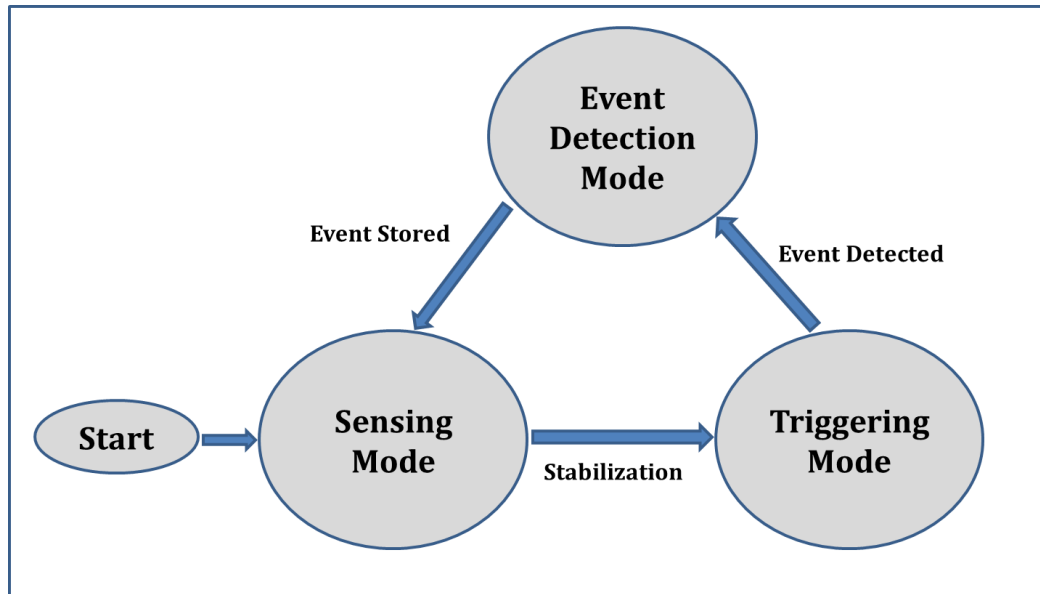 Event
Detection
Mode
Event Stored
Event Detected
Start
Sensing
Mode
Stabilization
Triggering
Mode